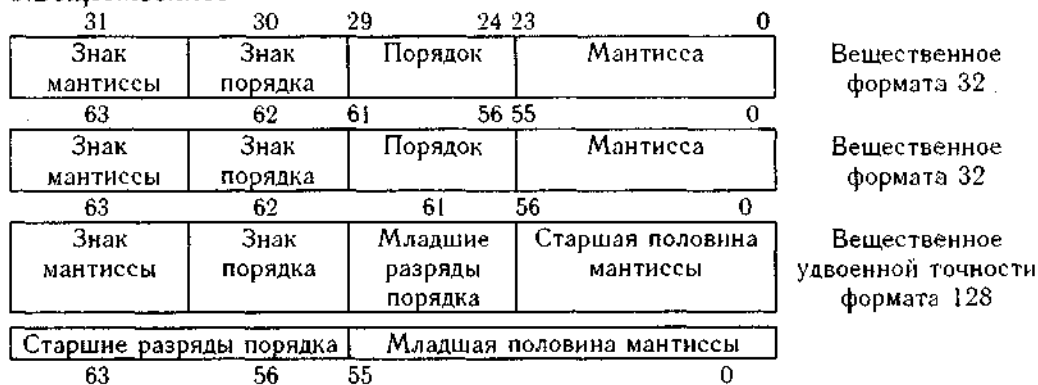 31 30 29 24 23 0
Знак мантиссы Знак порядка Порядок Мантисса Вещественное формата 32
63 62 61 56 55 0
Знак мантиссы Знак порядка Порядок Мантисса Вещественное формата 32
63 62 61 56 0
Знак мантиссы Знак порядка Младшие разряды порядка Старшая половина мантиссы Вещественное удвоенной точности формата 128
Старшие разряды порядка Младшая половина мантиссы
63 56 55 0